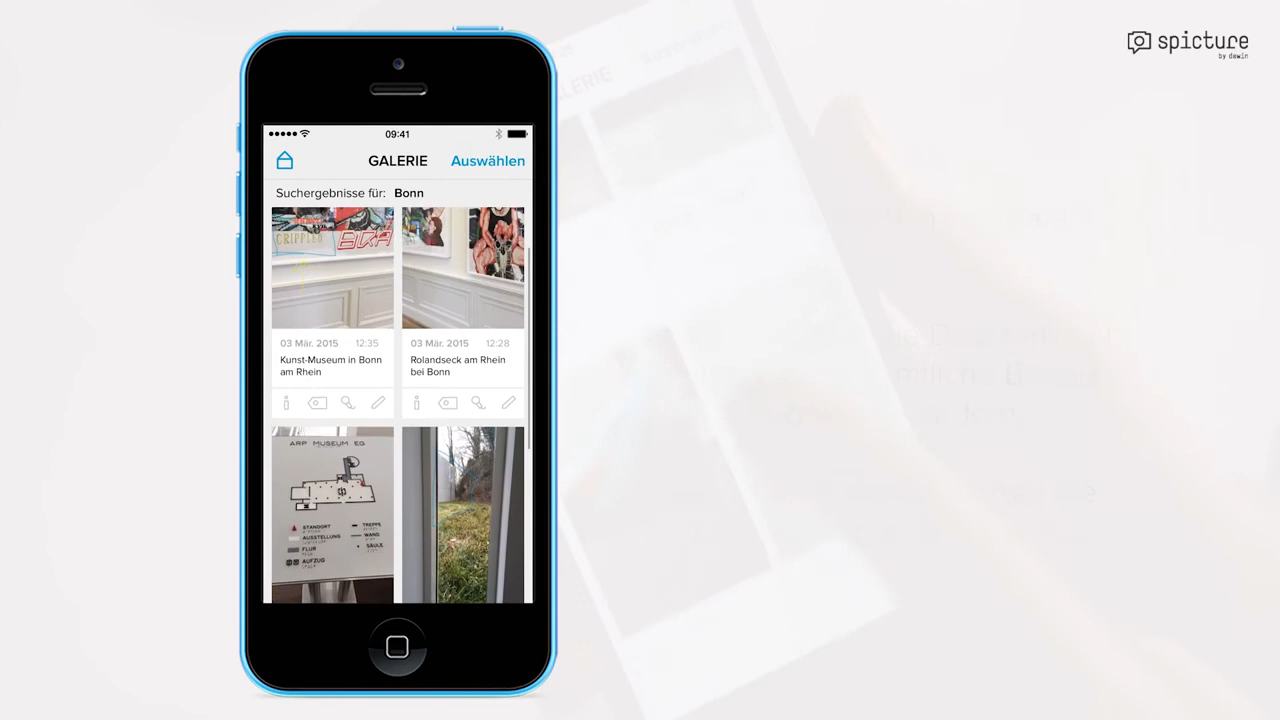 spicture
by dawin
09:41
GALERIE
Auswählen
Suchergebnisse für: Bonn
CRIPPLED
03 Mär. 2015 12:35
Kunst-Museum in Bonn
am Rhein
03 Mär. 2015 12:28
Rolandseck am Rhein
bei Bonn
ARP MUSEUM EG
STANDORT
AUSSTELLUNG
FLUR
AUFZUG
TREPPE
WAND
SÄULE